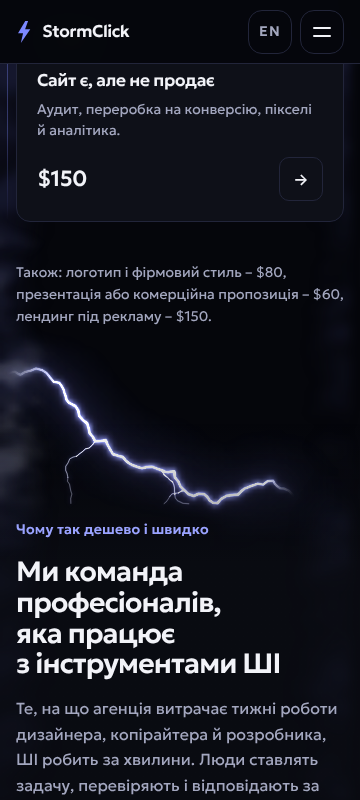 StormClick
EN
Сайт є, але не продає
Аудит, переробка на конверсію, пікселі
й аналітика.
$150
Також: логотип і фірмовий стиль – $80,
презентація або комерційна пропозиція – $60,
лендинг під рекламу – $150.
Чому так дешево і швидко
Ми команда
професіоналів,
яка працює
з інструментами ШІ
Те, на що агенція витрачає тижні роботи
дизайнера, копірайтера й розробника,
ШІ робить за хвилини. Люди ставлять
задачу, перевіряють і відповідають за